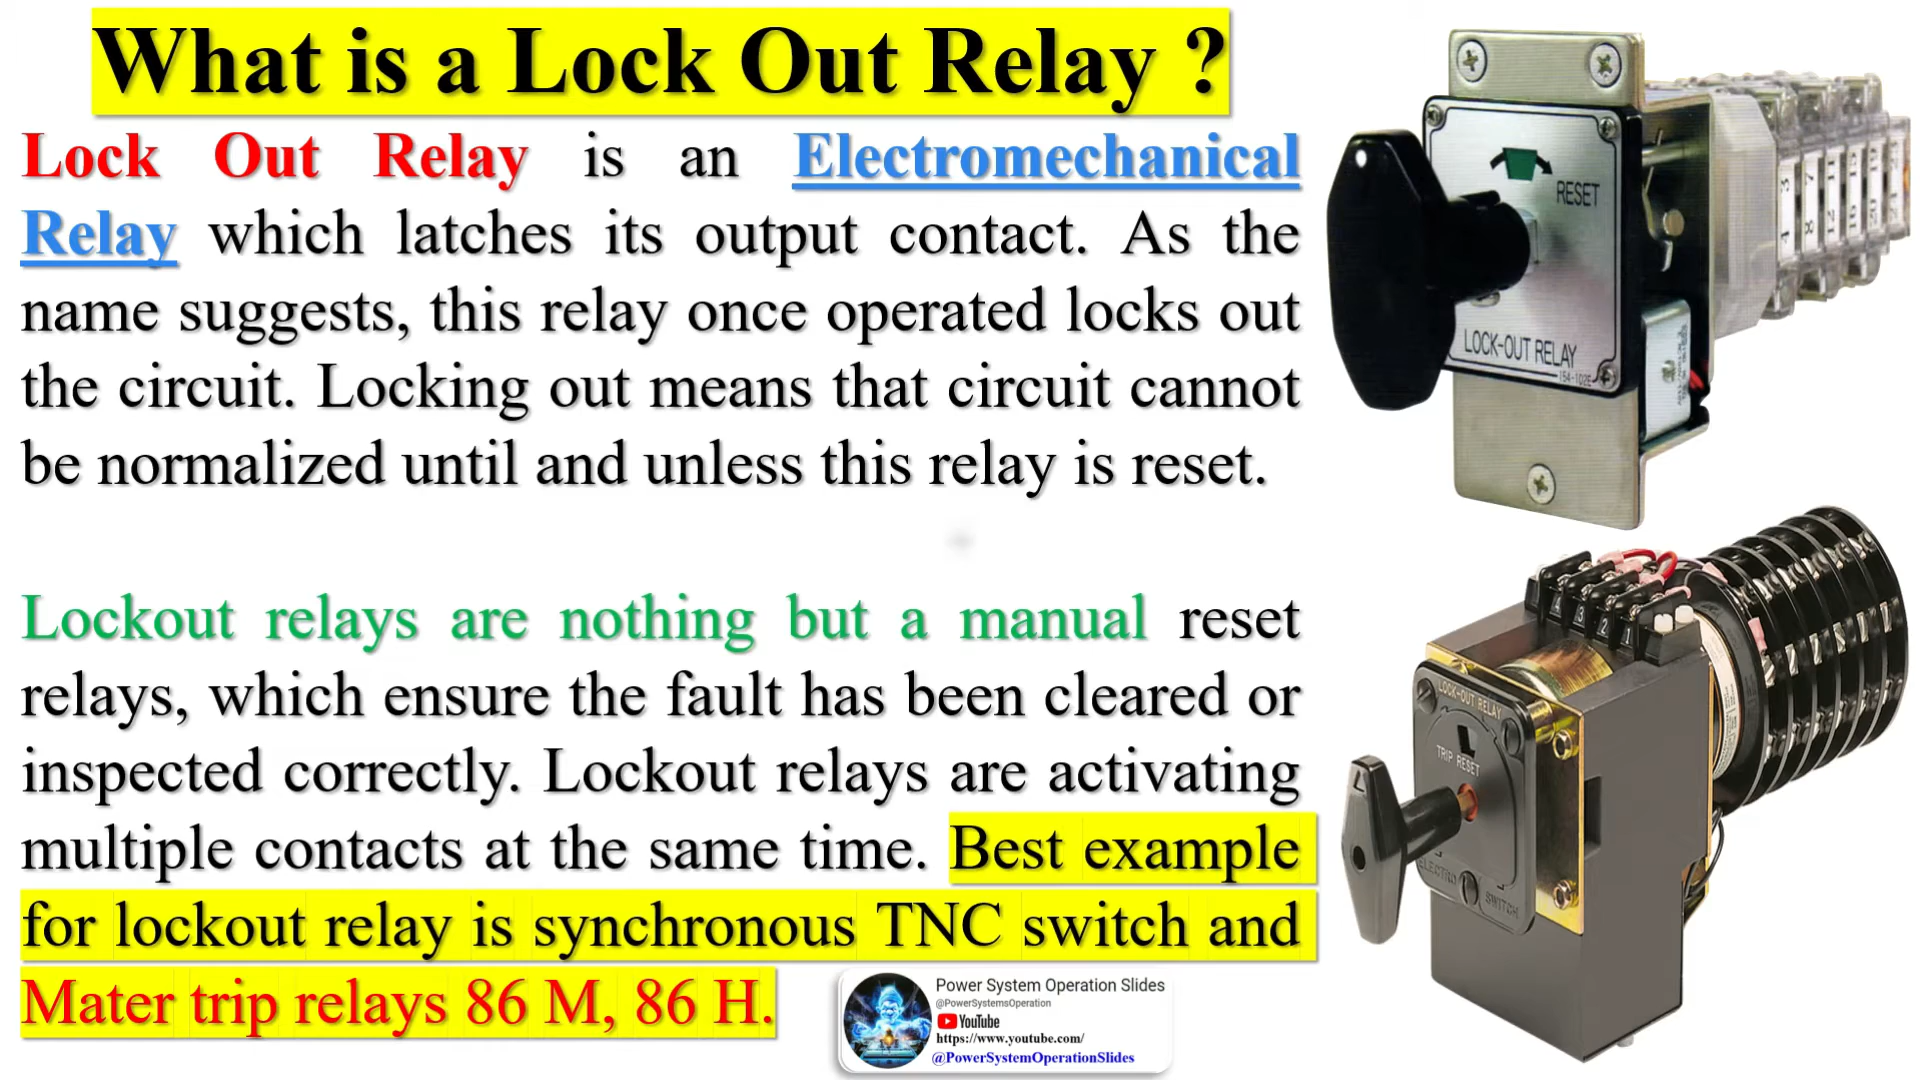 What is a Lock Out Relay ?
Lock Out Relay is an Electromechanical
Relay which latches its output contact. As the
name suggests, this relay once operated locks out
the circuit. Locking out means that circuit cannot
be normalized until and unless this relay is reset.
Lockout relays are nothing but a manual reset
relays, which ensure the fault has been cleared or
inspected correctly. Lockout relays are activating
multiple contacts at the same time. Best example
for lockout relay is synchronous TNC switch and
Mater trip relays 86 M, 86 H.
Power System Operation Slides
@PowerSystemsOperation
YouTube
https://www.youtube.com/
@PowerSystemOperationSlides
RESET
LOCK-OUT RELAY
154-102E
LOCK-OUT RELAY
TRIP RESET
ELECTRO SWITCH